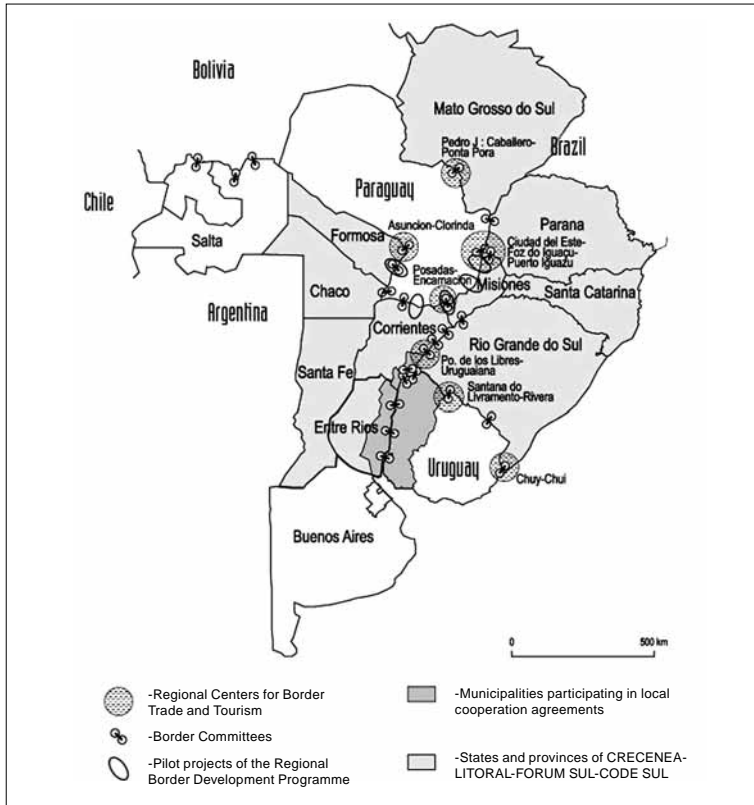 Bolivia
Mato Grosso do Sul
Pedro J : Caballero-
Ponta Pora
Brazil
Chile
Paraguay
Salta
Formosa
Asuncion-Clorinda
Parana
Ciudad del Este-
Foz do Iguaçu-
Puerto Iguazu
Posadas-
Encarnacion
Misiones
Santa Catarina
Chaco
Argentina
Corrientes
Rio Grande do Sul
Po. de los Libres-
Uruguaiana
Santa Fe
Santana do
Livramento-Rivera
Entre Rios
Uruguay
Chuy-Chui
Buenos Aires
0 500 km
-Regional Centers for Border
Trade and Tourism
-Border Committees
-Pilot projects of the Regional
Border Development Programme
-Municipalities participating in local
cooperation agreements
-States and provinces of CRECENEA-
LITORAL-FORUM SUL-CODE SUL